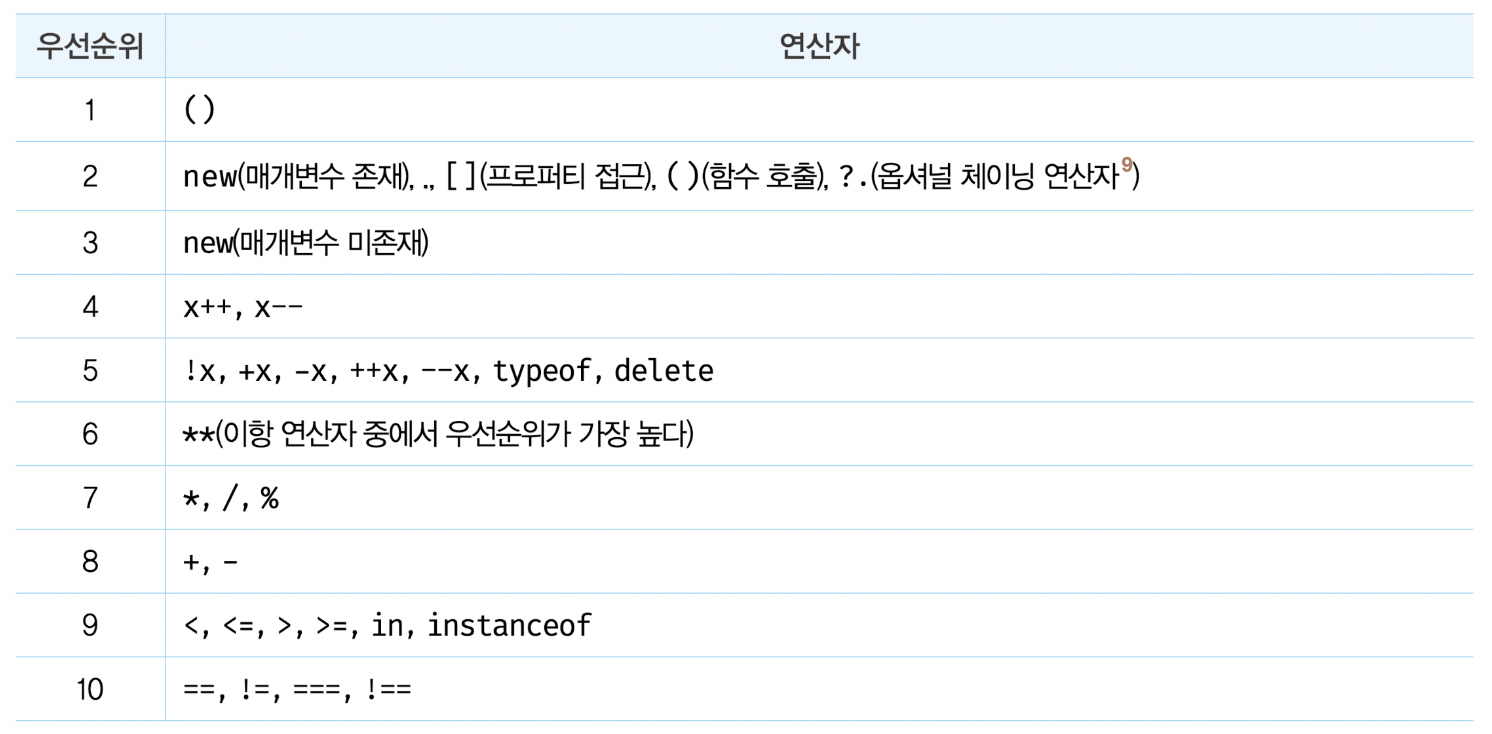 우선순위 연산자
1 ()
2 new(매개변수 존재), ., [](프로퍼티 접근), ()(함수 호출), ?.(옵셔널 체이닝 연산자9)
3 new(매개변수 미존재)
4 x++, x--
5 !x, +x, -x, ++x, --x, typeof, delete
6 **(이항 연산자 중에서 우선순위가 가장 높다)
7 *, /, %
8 +, -
9 <, <=, >, >=, in, instanceof
10 ==, !=, ===, !==